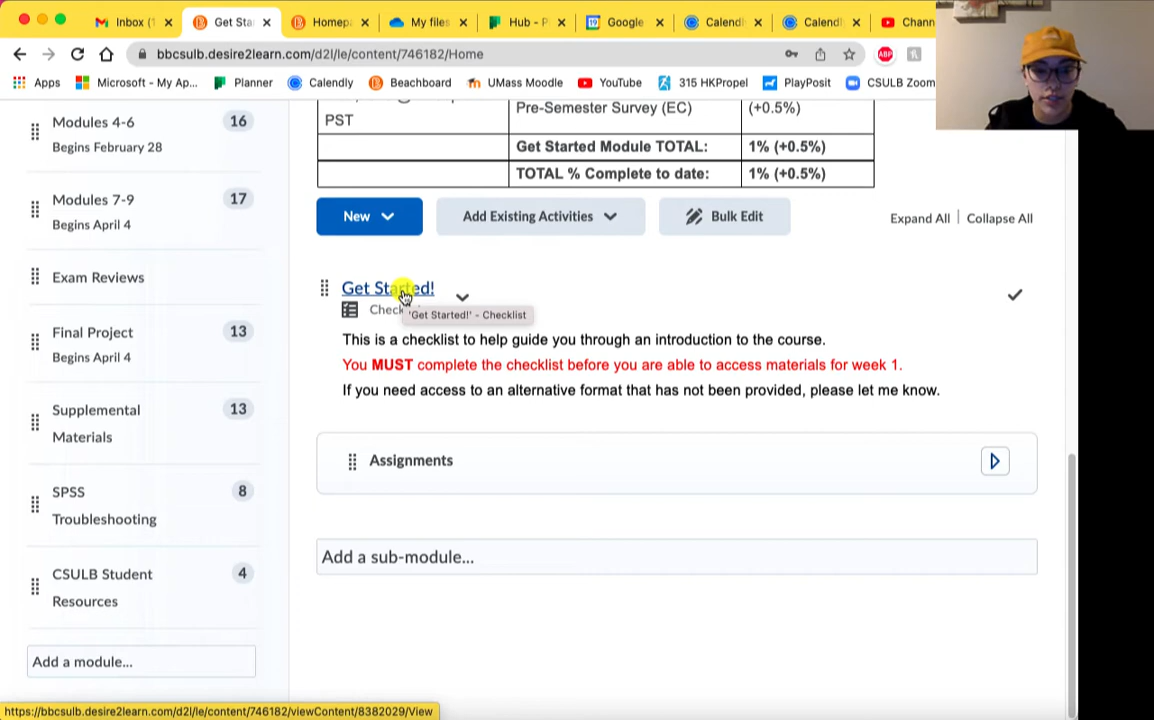 Inbox (1
Get Sta
Homep
My files
Hub - P
Google
Calendl
Calendl
Chann
bbcsulb.desire2learn.com/d2l/le/content/746182/Home
ABP
Apps
Microsoft - My Ap...
Planner
Calendly
Beachboard
UMass Moodle
YouTube
315 HKPropel
PlayPosit
CSULB Zoom
Modules 4-6
16
Begins February 28
Modules 7-9
17
Begins April 4
Exam Reviews
Final Project
13
Begins April 4
Supplemental
Materials
13
SPSS
Troubleshooting
8
CSULB Student
Resources
4
Add a module...
PST
Pre-Semester Survey (EC)
(+0.5%)
Get Started Module TOTAL:
1% (+0.5%)
TOTAL % Complete to date:
1% (+0.5%)
New
Add Existing Activities
Bulk Edit
Expand All
Collapse All
Get Started!
Check
'Get Started!' - Checklist
This is a checklist to help guide you through an introduction to the course.
You MUST complete the checklist before you are able to access materials for week 1.
If you need access to an alternative format that has not been provided, please let me know.
Assignments
Add a sub-module...
https://bbcsulb.desire2learn.com/d2l/le/content/746182/viewContent/8382029/View